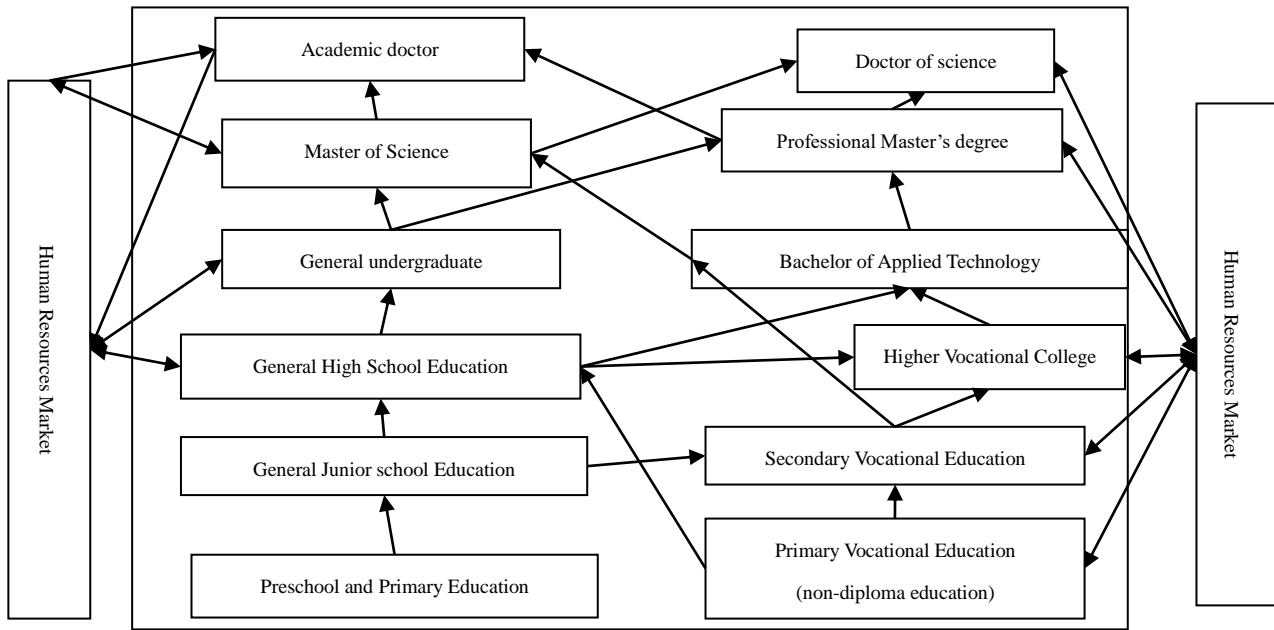 Academic doctor
Doctor of science
Master of Science
Professional Master's degree
General undergraduate
Bachelor of Applied Technology
Human Resources Market
Human Resources Market
General High School Education
Higher Vocational College
General Junior school Education
Secondary Vocational Education
Primary Vocational Education
(non-diploma education)
Preschool and Primary Education